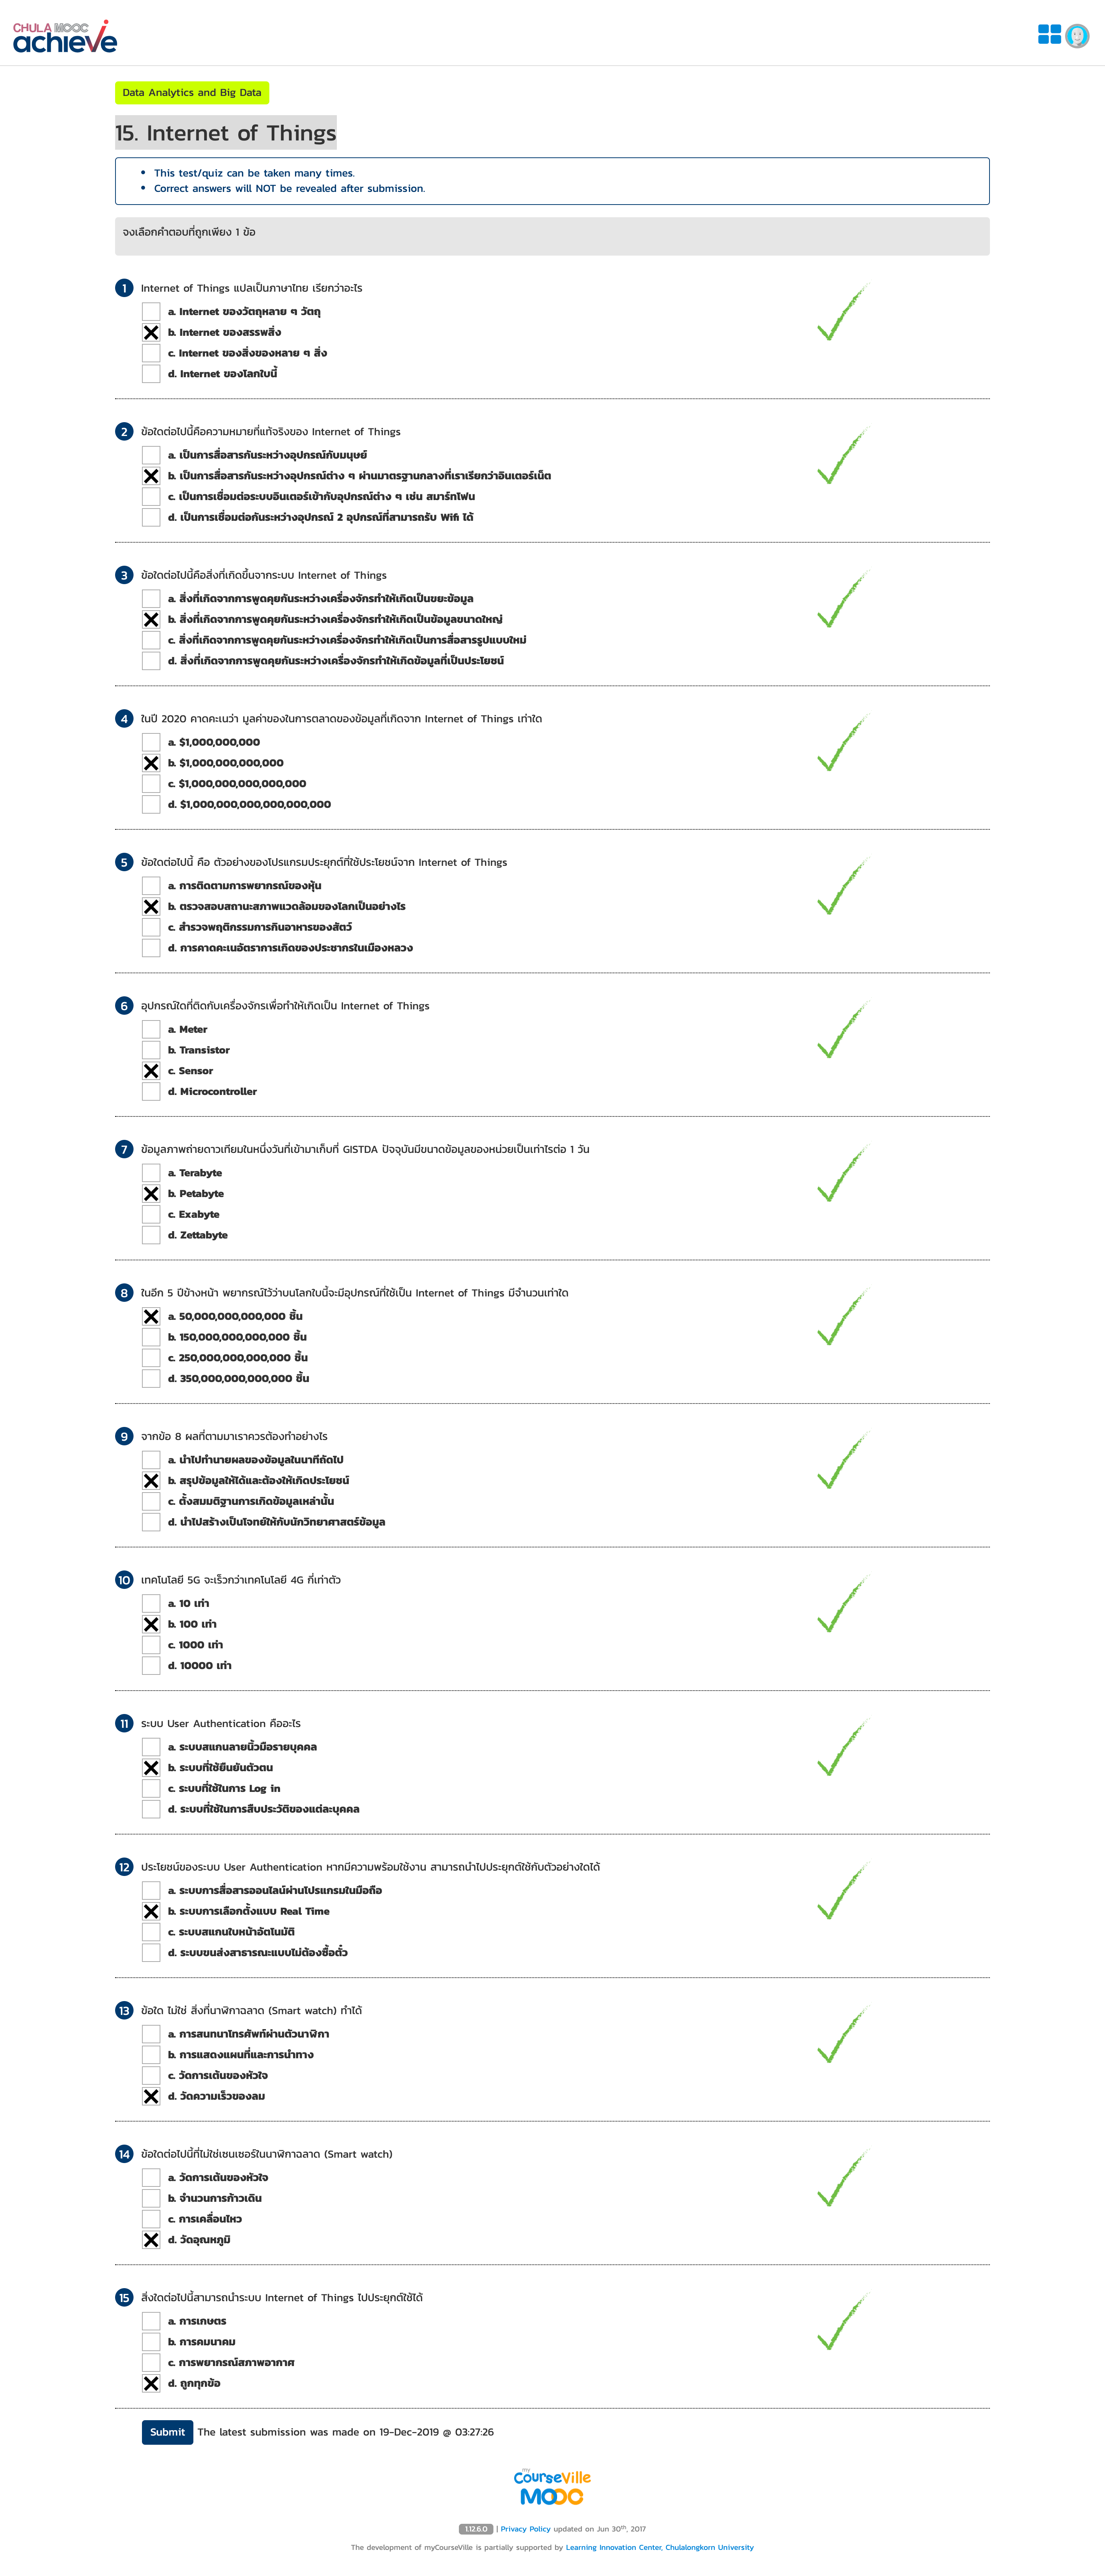 CHULA MOOC
achieve
Data Analytics and Big Data
15. Internet of Things
This test/quiz can be taken many times.
Correct answers will NOT be revealed after submission.
จงเลือกคำตอบที่ถูกเพียง 1 ข้อ
1 Internet of Things แปลเป็นภาษาไทย เรียกว่าอะไร
a. Internet ของวัตถุหลาย ๆ วัตถุ
b. Internet ของสรรพสิ่ง
c. Internet ของสิ่งของหลาย ๆ สิ่ง
d. Internet ของโลกใบนี้
2 ข้อใดต่อไปนี้คือความหมายที่แท้จริงของ Internet of Things
a. เป็นการสื่อสารกันระหว่างอุปกรณ์กับมนุษย์
b. เป็นการสื่อสารกันระหว่างอุปกรณ์ต่าง ๆ ผ่านมาตรฐานกลางที่เราเรียกว่าอินเตอร์เน็ต
c. เป็นการเชื่อมต่อระบบอินเตอร์เข้ากับอุปกรณ์ต่าง ๆ เช่น สมาร์ทโฟน
d. เป็นการเชื่อมต่อกันระหว่างอุปกรณ์ 2 อุปกรณ์ที่สามารถรับ Wifi ได้
3 ข้อใดต่อไปนี้คือสิ่งที่เกิดขึ้นจากระบบ Internet of Things
a. สิ่งที่เกิดจากการพูดคุยกันระหว่างเครื่องจักรทำให้เกิดเป็นขยะข้อมูล
b. สิ่งที่เกิดจากการพูดคุยกันระหว่างเครื่องจักรทำให้เกิดเป็นข้อมูลขนาดใหญ่
c. สิ่งที่เกิดจากการพูดคุยกันระหว่างเครื่องจักรทำให้เกิดเป็นการสื่อสารรูปแบบใหม่
d. สิ่งที่เกิดจากการพูดคุยกันระหว่างเครื่องจักรทำให้เกิดข้อมูลที่เป็นประโยชน์
4 ในปี 2020 คาดคะเนว่า มูลค่าของในการตลาดของข้อมูลที่เกิดจาก Internet of Things เท่าใด
a. $1,000,000,000
b. $1,000,000,000,000
c. $1,000,000,000,000,000
d. $1,000,000,000,000,000,000
5 ข้อใดต่อไปนี้ คือ ตัวอย่างของโปรแกรมประยุกต์ที่ใช้ประโยชน์จาก Internet of Things
a. การติดตามการพยากรณ์ของหุ้น
b. ตรวจสอบสถานะสภาพแวดล้อมของโลกเป็นอย่างไร
c. สำรวจพฤติกรรมการกินอาหารของสัตว์
d. การคาดคะเนอัตราการเกิดของประชากรในเมืองหลวง
6 อุปกรณ์ใดที่ติดกับเครื่องจักรเพื่อทำให้เกิดเป็น Internet of Things
a. Meter
b. Transistor
c. Sensor
d. Microcontroller
7 ข้อมูลภาพถ่ายดาวเทียมในหนึ่งวันที่เข้ามาเก็บที่ GISTDA ปัจจุบันมีขนาดข้อมูลของหน่วยเป็นเท่าไรต่อ 1 วัน
a. Terabyte
b. Petabyte
c. Exabyte
d. Zettabyte
8 ในอีก 5 ปีข้างหน้า พยากรณ์ไว้ว่าบนโลกใบนี้จะมีอุปกรณ์ที่ใช้เป็น Internet of Things มีจำนวนเท่าใด
a. 50,000,000,000,000 ชิ้น
b. 150,000,000,000,000 ชิ้น
c. 250,000,000,000,000 ชิ้น
d. 350,000,000,000,000 ชิ้น
9 จากข้อ 8 ผลที่ตามมาเราควรต้องทำอย่างไร
a. นำไปทำนายผลของข้อมูลในนาทีถัดไป
b. สรุปข้อมูลให้ได้และต้องให้เกิดประโยชน์
c. ตั้งสมมติฐานการเกิดข้อมูลเหล่านั้น
d. นำไปสร้างเป็นโจทย์ให้กับนักวิทยาศาสตร์ข้อมูล
10 เทคโนโลยี 5G จะเร็วกว่าเทคโนโลยี 4G กี่เท่าตัว
a. 10 เท่า
b. 100 เท่า
c. 1000 เท่า
d. 10000 เท่า
11 ระบบ User Authentication คืออะไร
a. ระบบสแกนลายนิ้วมือรายบุคคล
b. ระบบที่ใช้ยืนยันตัวตน
c. ระบบที่ใช้ในการ Log in
d. ระบบที่ใช้ในการสืบประวัติของแต่ละบุคคล
12 ประโยชน์ของระบบ User Authentication หากมีความพร้อมใช้งาน สามารถนำไปประยุกต์ใช้กับตัวอย่างใดได้
a. ระบบการสื่อสารออนไลน์ผ่านโปรแกรมในมือถือ
b. ระบบการเลือกตั้งแบบ Real Time
c. ระบบสแกนใบหน้าอัตโนมัติ
d. ระบบขนส่งสาธารณะแบบไม่ต้องซื้อตั๋ว
13 ข้อใด ไม่ใช่ สิ่งที่นาฬิกาฉลาด (Smart watch) ทำได้
a. การสนทนาโทรศัพท์ผ่านตัวนาฬิกา
b. การแสดงแผนที่และการนำทาง
c. วัดการเต้นของหัวใจ
d. วัดความเร็วของลม
14 ข้อใดต่อไปนี้ที่ไม่ใช่เซนเซอร์ในนาฬิกาฉลาด (Smart watch)
a. วัดการเต้นของหัวใจ
b. จำนวนการก้าวเดิน
c. การเคลื่อนไหว
d. วัดอุณหภูมิ
15 สิ่งใดต่อไปนี้สามารถนำระบบ Internet of Things ไปประยุกต์ใช้ได้
a. การเกษตร
b. การคมนาคม
c. การพยากรณ์สภาพอากาศ
d. ถูกทุกข้อ
Submit The latest submission was made on 19-Dec-2019 @ 03:27:26
my
CourseVille
MOOC
1.12.6.0 | Privacy Policy updated on Jun 30th, 2017
The development of myCourseVille is partially supported by Learning Innovation Center, Chulalongkorn University